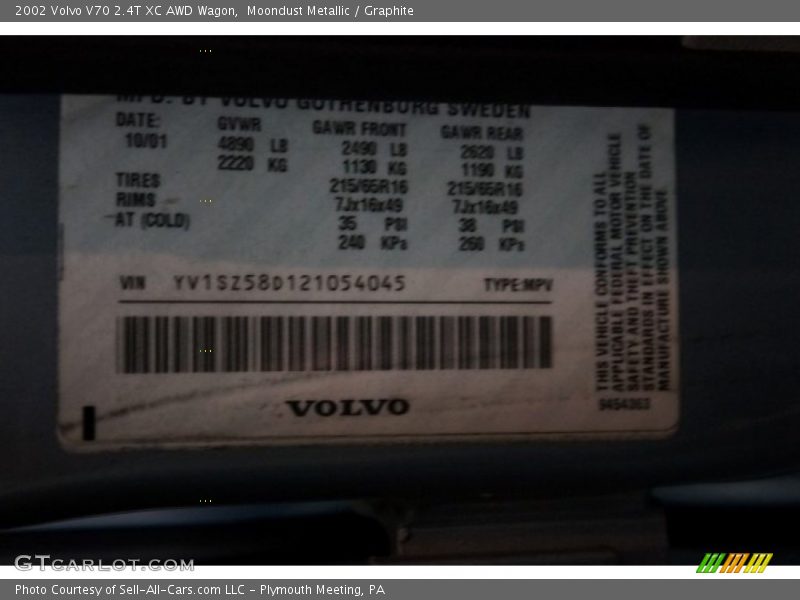 2002 Volvo V70 2.4T XC AWD Wagon, Moondust Metallic / Graphite
MFD. BY VOLVO GOTHENBURG SWEDEN
DATE: GVWR GAWR FRONT GAWR REAR
10/01 4890 LB 2490 LB 2620 LB
2220 KG 1130 KG 1190 KG
TIRES 215/65R16 215/65R16
RIMS 7Jx16x49 7Jx16x49
AT (COLD) 35 PSI 38 PSI
240 KPa 260 KPa
VIN YV1SZ58D121054045 TYPE:MPV
VOLVO
THIS VEHICLE CONFORMS TO ALL
APPLICABLE FEDERAL MOTOR VEHICLE
SAFETY AND THEFT PREVENTION
STANDARDS IN EFFECT ON THE DATE OF
MANUFACTURE SHOWN ABOVE
9454363
GTcarlot.com
Photo Courtesy of Sell-All-Cars.com LLC - Plymouth Meeting, PA